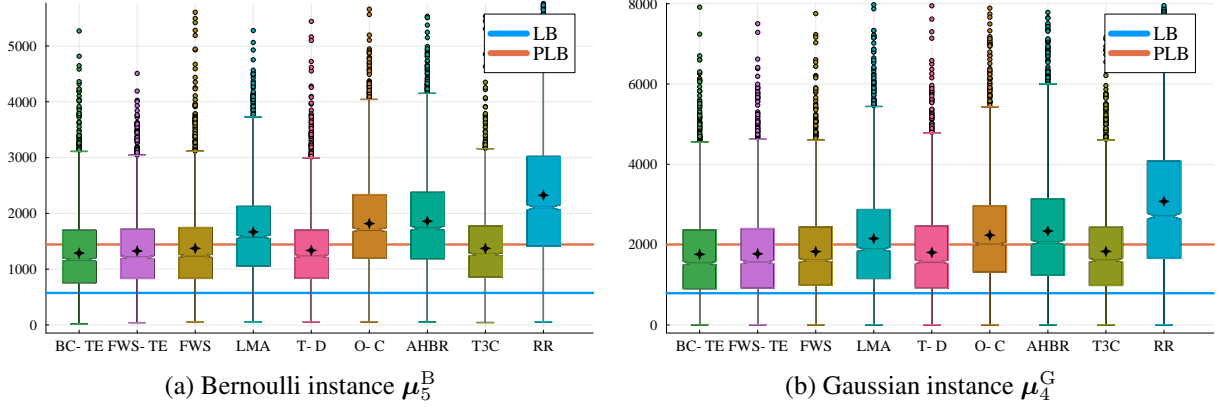 5000
4000
3000
2000
1000
0
LB
PLB
BC- TE FWS- TE FWS LMA T- D O- C AHBR T3C RR
(a) Bernoulli instance μ₅ᴮ
8000
6000
4000
2000
0
LB
PLB
BC- TE FWS- TE FWS LMA T- D O- C AHBR T3C RR
(b) Gaussian instance μ₄ᴳ